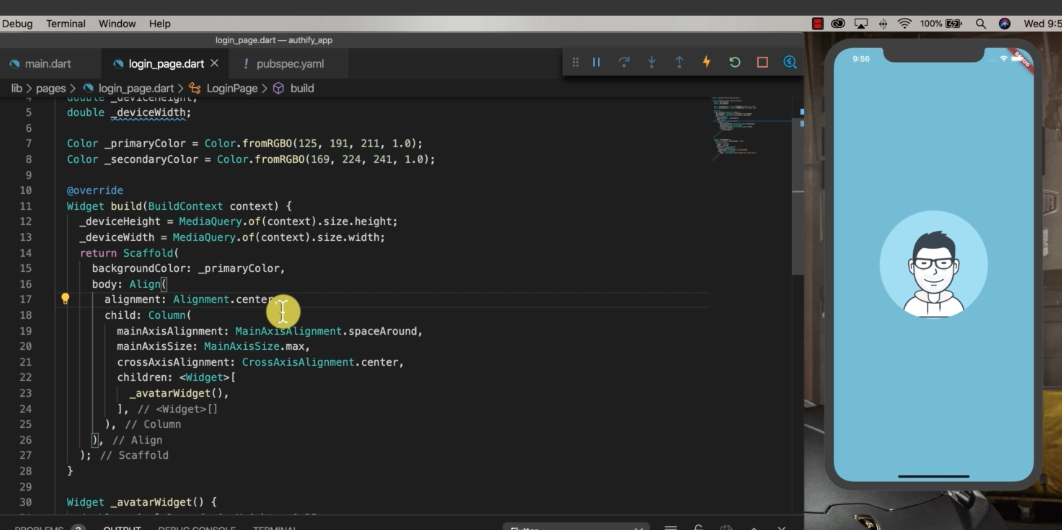 Debug Terminal Window Help
100% Wed 9:5
login_page.dart — authify_app
main.dart login_page.dart pubspec.yaml
lib > pages > login_page.dart > LoginPage > build
4 double _deviceHeight;
5 double _deviceWidth;
6
7 Color _primaryColor = Color.fromRGBO(125, 191, 211, 1.0);
8 Color _secondaryColor = Color.fromRGBO(169, 224, 241, 1.0);
9
10 @override
11 Widget build(BuildContext context) {
12 _deviceHeight = MediaQuery.of(context).size.height;
13 _deviceWidth = MediaQuery.of(context).size.width;
14 return Scaffold(
15 backgroundColor: _primaryColor,
16 body: Align(
17 alignment: Alignment.center,
18 child: Column(
19 mainAxisAlignment: MainAxisAlignment.spaceAround,
20 mainAxisSize: MainAxisSize.max,
21 crossAxisAlignment: CrossAxisAlignment.center,
22 children: <Widget>[
23 _avatarWidget(),
24 ], // <Widget>[]
25 ), // Column
26 ), // Align
27 ); // Scaffold
28 }
29
30 Widget _avatarWidget() {
PROBLEMS 2 OUTPUT DEBUG CONSOLE TERMINAL Flutter
9:56